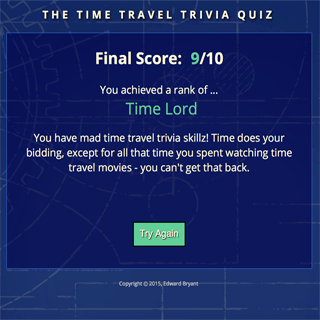 THE TIME TRAVEL TRIVIA QUIZ
Final Score: 9/10
You achieved a rank of ...
Time Lord
You have mad time travel trivia skillz! Time does your
bidding, except for all that time you spent watching time
travel movies - you can't get that back.
Try Again
Copyright © 2015, Edward Bryant